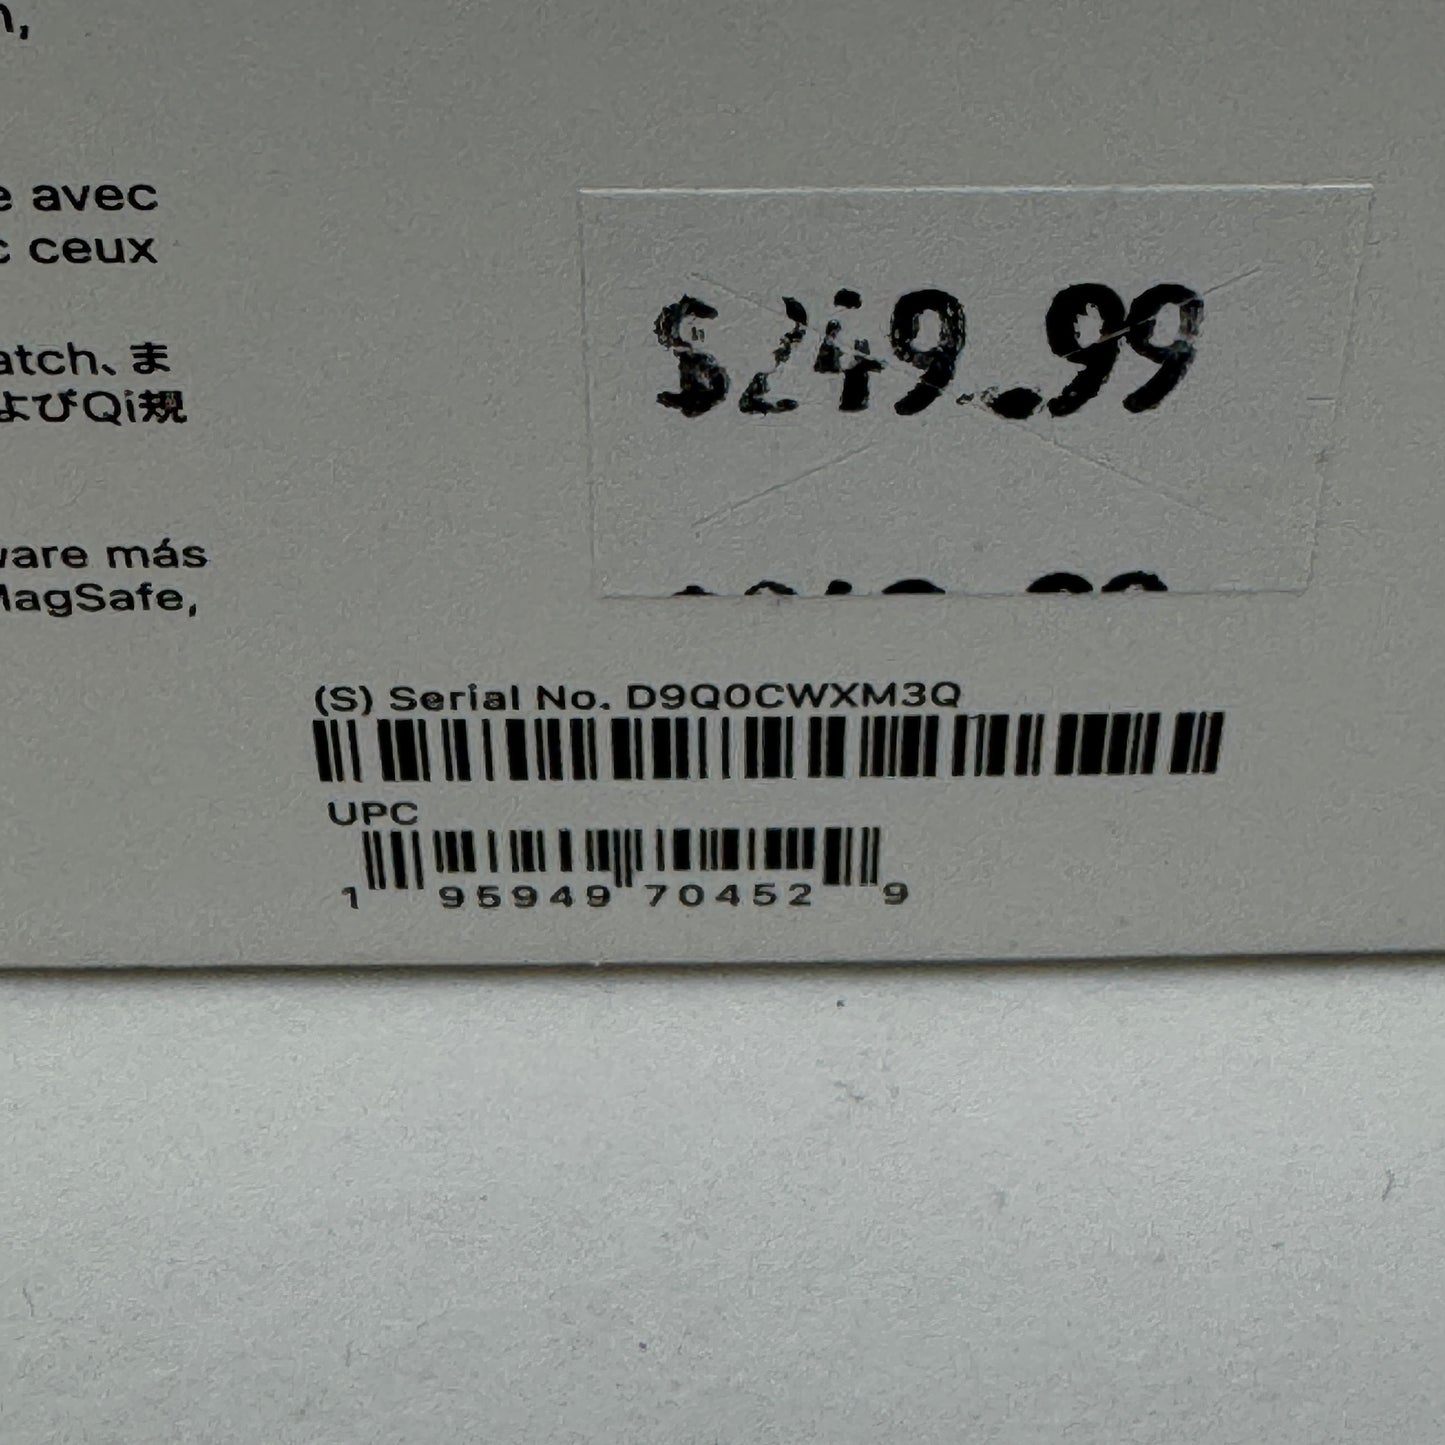 e avec
c ceux
atch、ま
よびQi規
ware más
MagSafe,
$249.99
(S) Serial No. D9Q0CWXM3Q
UPC
1 95949 70452 9